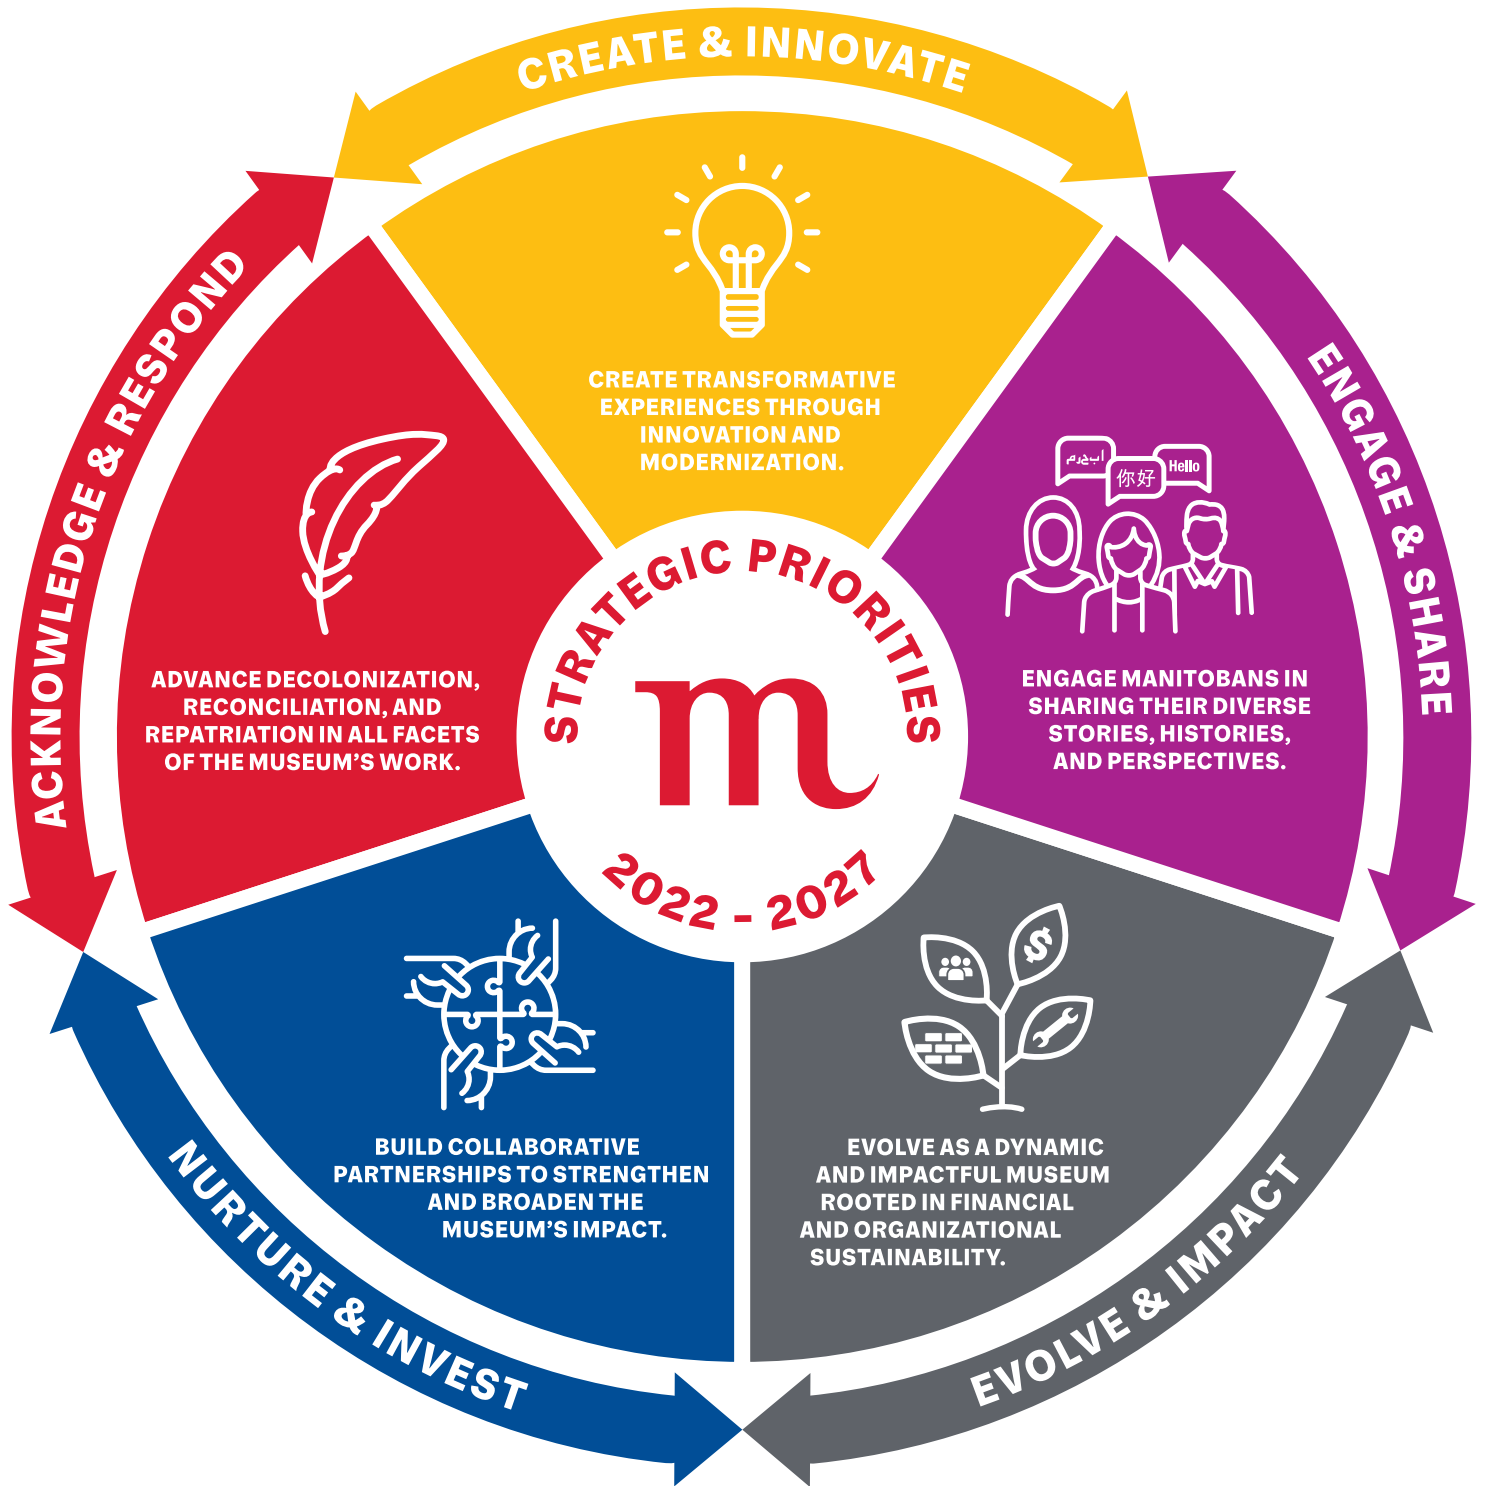 CREATE & INNOVATE
CREATE TRANSFORMATIVE
EXPERIENCES THROUGH
INNOVATION AND
MODERNIZATION.
ENGAGE & SHARE
ابجدرم
你好
Hello
ENGAGE MANITOBANS IN
SHARING THEIR DIVERSE
STORIES, HISTORIES,
AND PERSPECTIVES.
EVOLVE & IMPACT
$
EVOLVE AS A DYNAMIC
AND IMPACTFUL MUSEUM
ROOTED IN FINANCIAL
AND ORGANIZATIONAL
SUSTAINABILITY.
NURTURE & INVEST
BUILD COLLABORATIVE
PARTNERSHIPS TO STRENGTHEN
AND BROADEN THE
MUSEUM'S IMPACT.
ACKNOWLEDGE & RESPOND
ADVANCE DECOLONIZATION,
RECONCILIATION, AND
REPATRIATION IN ALL FACETS
OF THE MUSEUM'S WORK.
STRATEGIC PRIORITIES
m
2022 - 2027